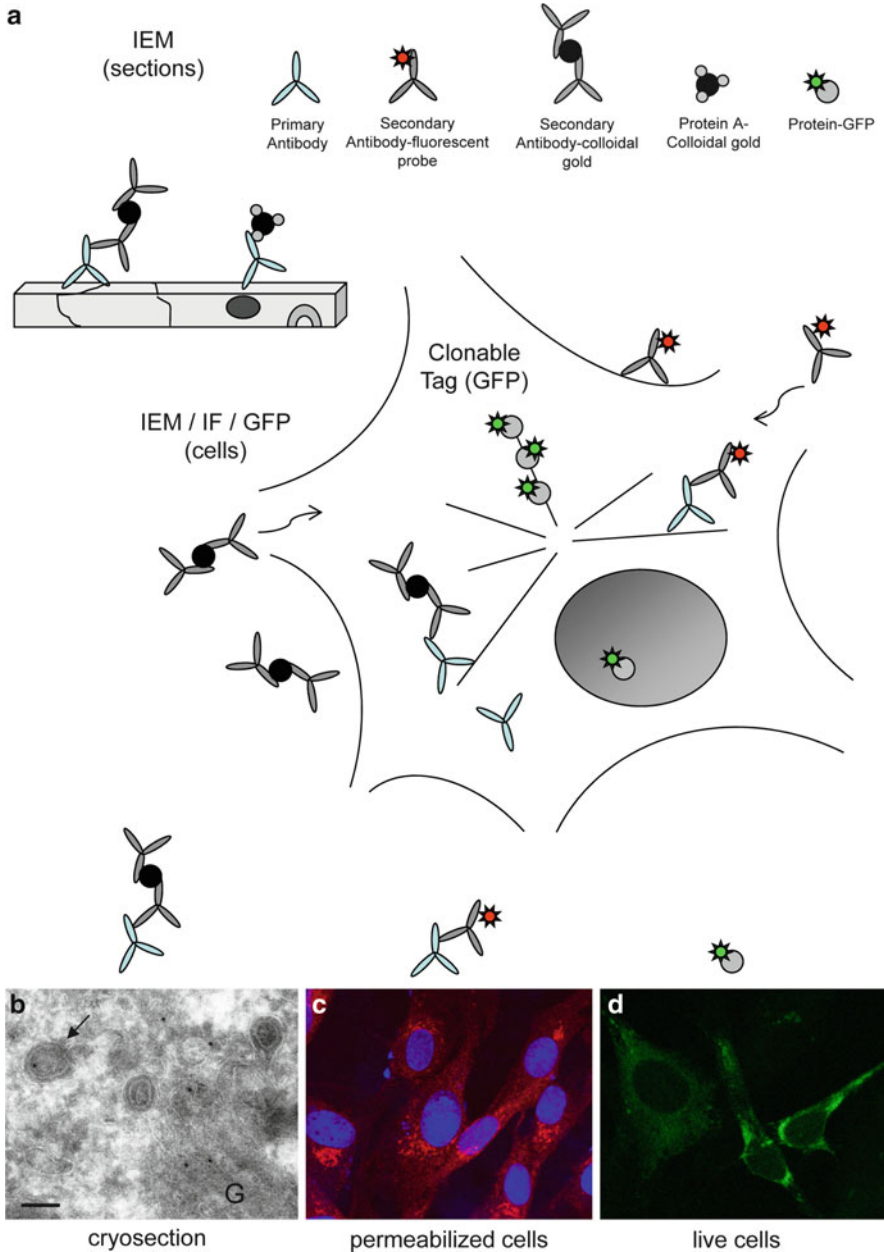 a
IEM
(sections)
Primary
Antibody
Secondary
Antibody-fluorescent
probe
Secondary
Antibody-colloidal
gold
Protein A-
Colloidal gold
Protein-GFP
Clonable
Tag (GFP)
IEM / IF / GFP
(cells)
b
G
cryosection
c
permeabilized cells
d
live cells